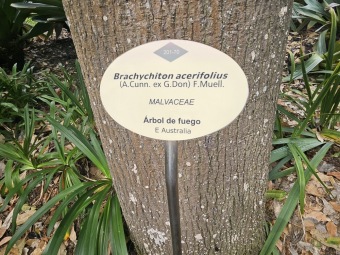 Brachychiton acerifolius
(A.Cunn. ex G.Don) F.Muell.
MALVACEAE
Árbol de fuego
E Australia